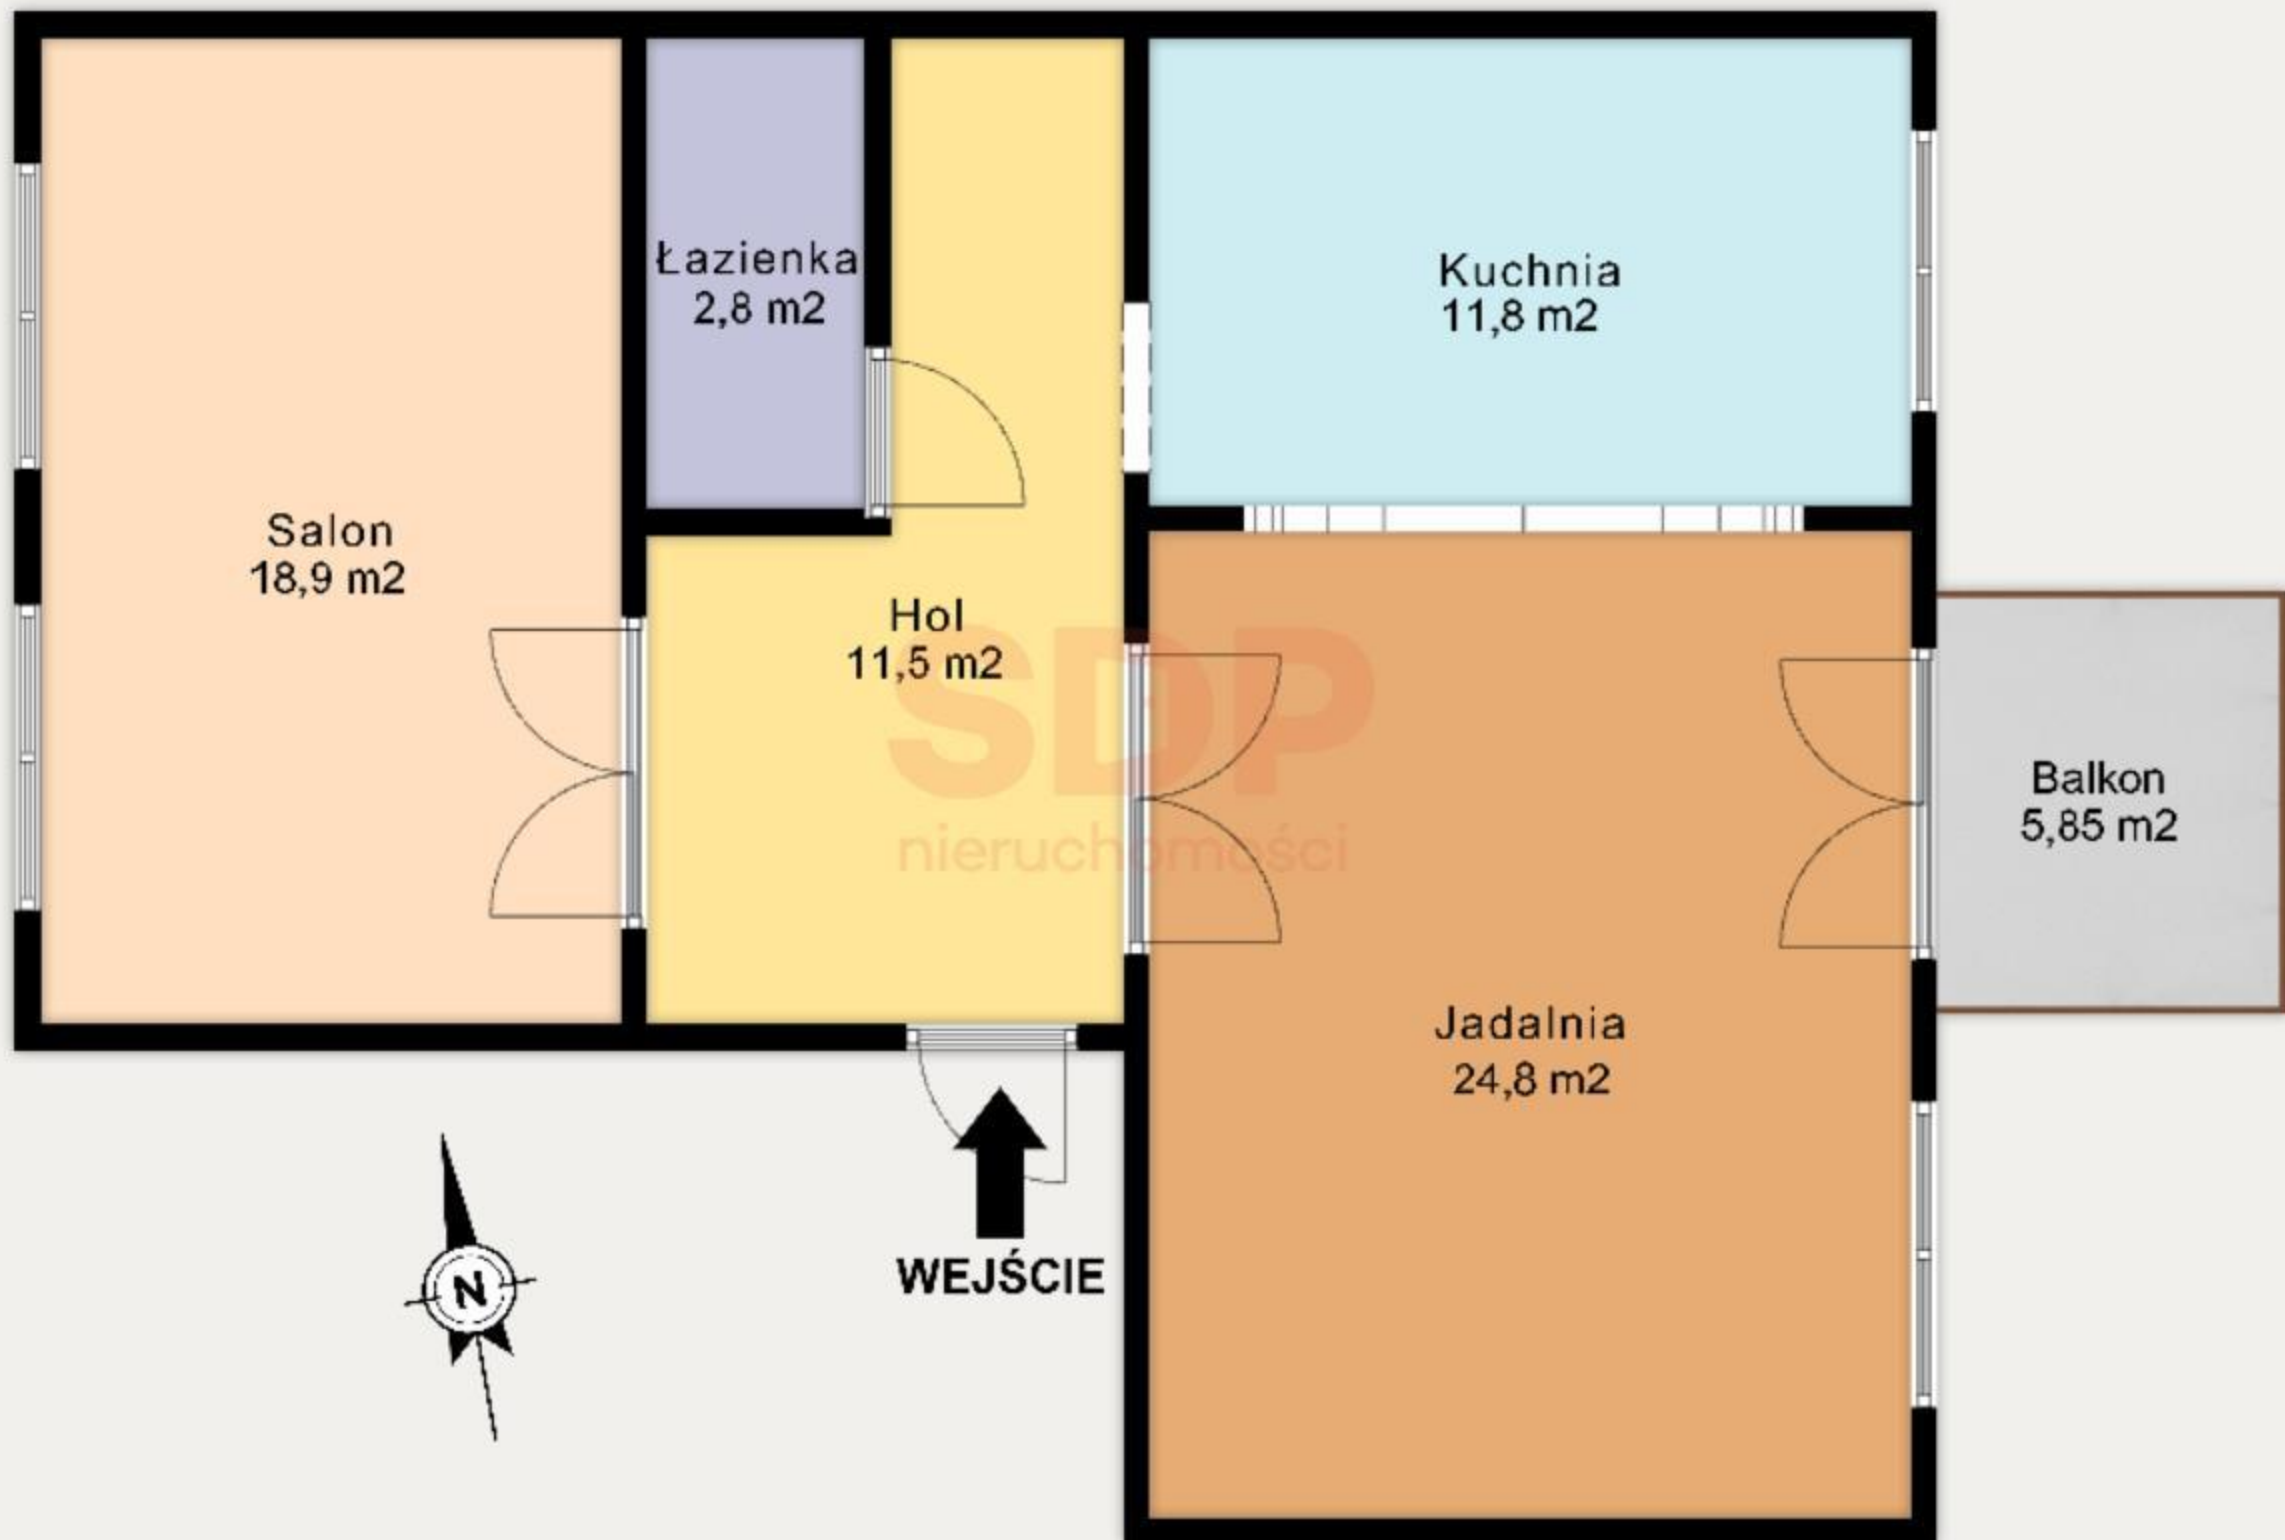 Łazienka
2,8 m2
Kuchnia
11,8 m2
Salon
18,9 m2
Hol
11,5 m2
SDP
nieruchomości
Balkon
5,85 m2
Jadalnia
24,8 m2
WEJŚCIE
N